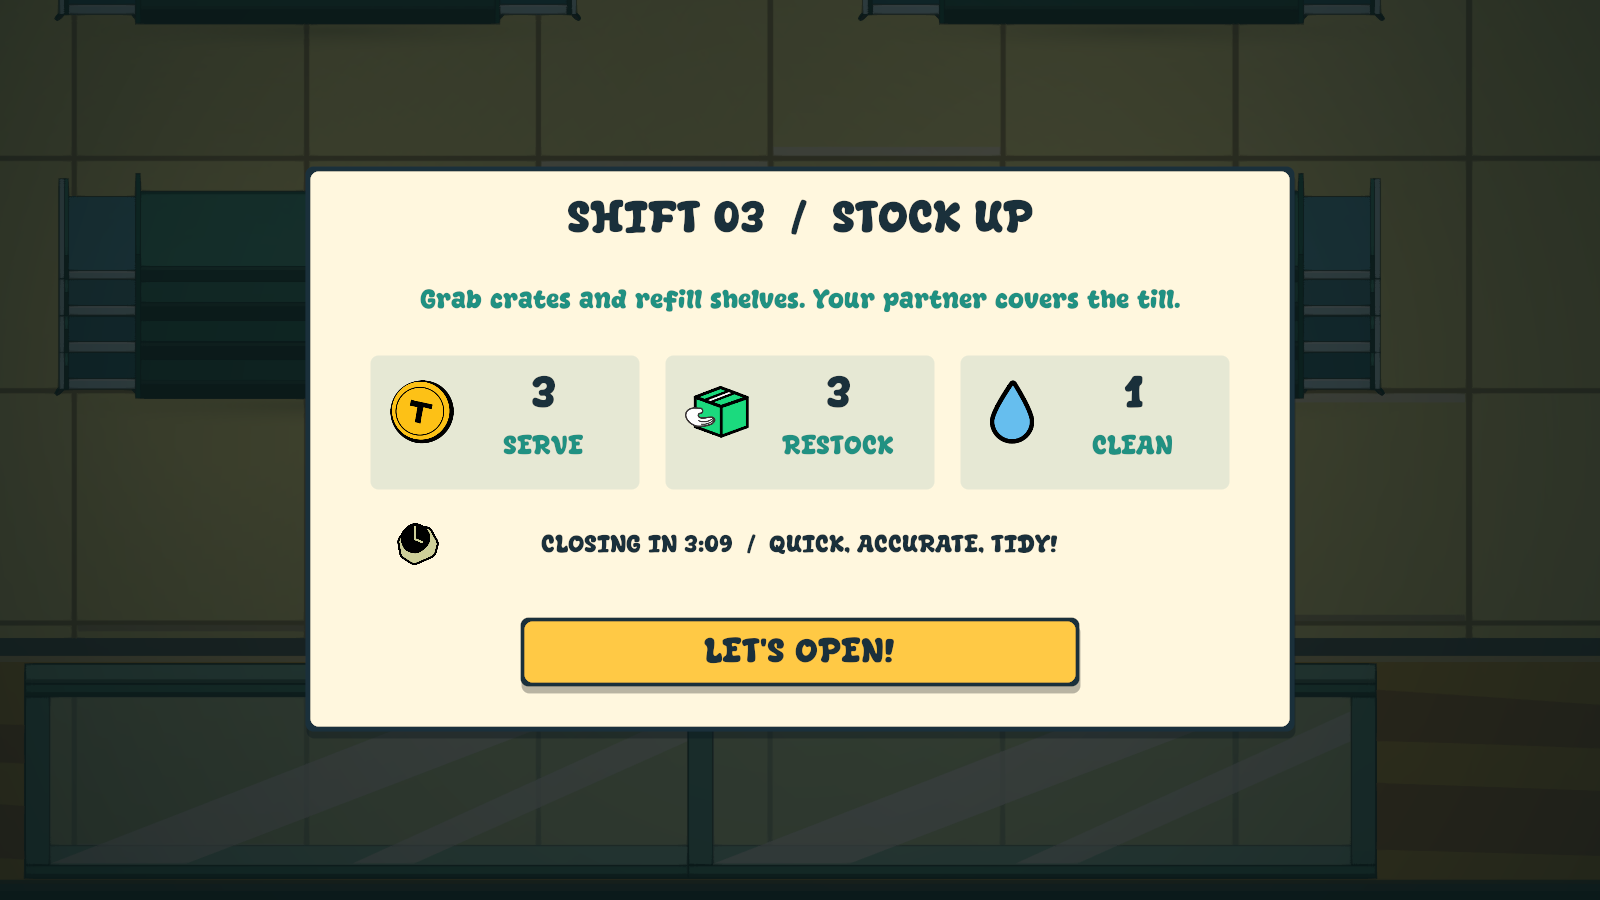 SHIFT 03 / STOCK UP
Grab crates and refill shelves. Your partner covers the till.
T
3
SERVE
3
RESTOCK
1
CLEAN
CLOSING IN 3:09 / QUICK, ACCURATE, TIDY!
LET'S OPEN!